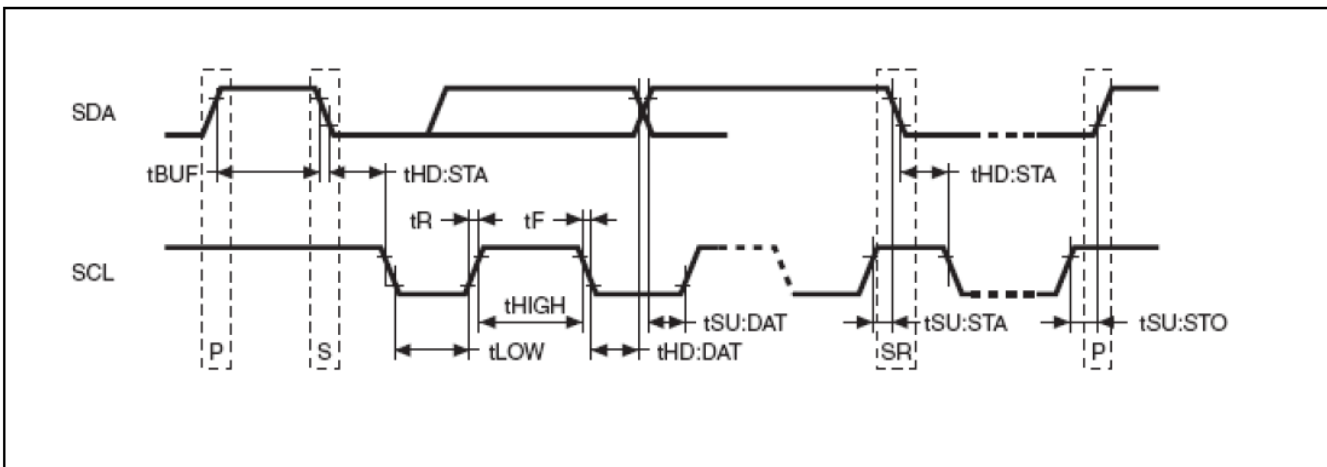 SDA
tBUF tHD:STA tHD:STA
tR tF
SCL
tHIGH tSU:DAT tSU:STA tSU:STO
P S tLOW tHD:DAT SR P